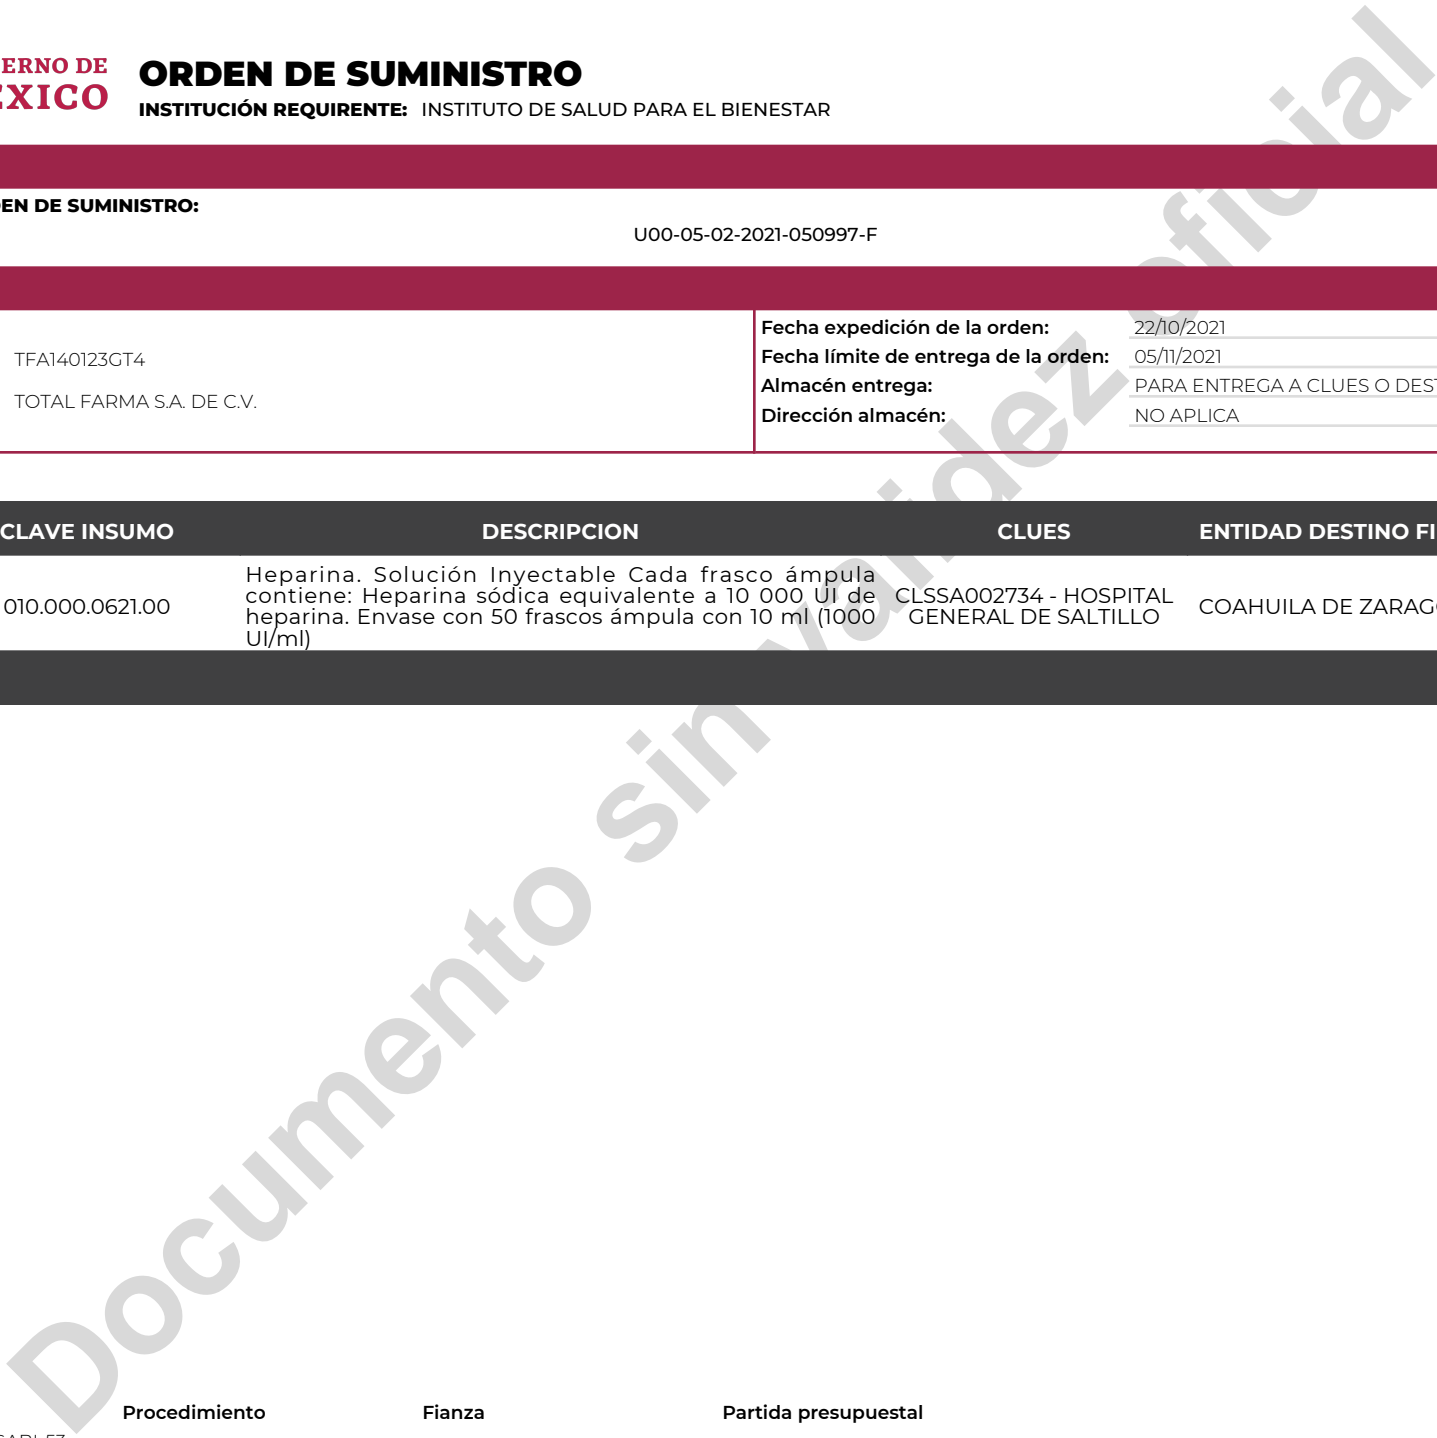 ERNO DE
EXICO
ORDEN DE SUMINISTRO
INSTITUCIÓN REQUIRENTE: INSTITUTO DE SALUD PARA EL BIENESTAR
EN DE SUMINISTRO:
U00-05-02-2021-050997-F
TFA140123GT4
TOTAL FARMA S.A. DE C.V.
Fecha expedición de la orden: 22/10/2021
Fecha límite de entrega de la orden: 05/11/2021
Almacén entrega: PARA ENTREGA A CLUES O DEST
Dirección almacén: NO APLICA
CLAVE INSUMO DESCRIPCION CLUES ENTIDAD DESTINO FI
010.000.0621.00
Heparina. Solución Inyectable Cada frasco ámpula
contiene: Heparina sódica equivalente a 10 000 UI de
heparina. Envase con 50 frascos ámpula con 10 ml (1000
UI/ml)
CLSSA002734 - HOSPITAL
GENERAL DE SALTILLO
COAHUILA DE ZARAG
Documento sin validez oficial
Procedimiento Fianza Partida presupuestal